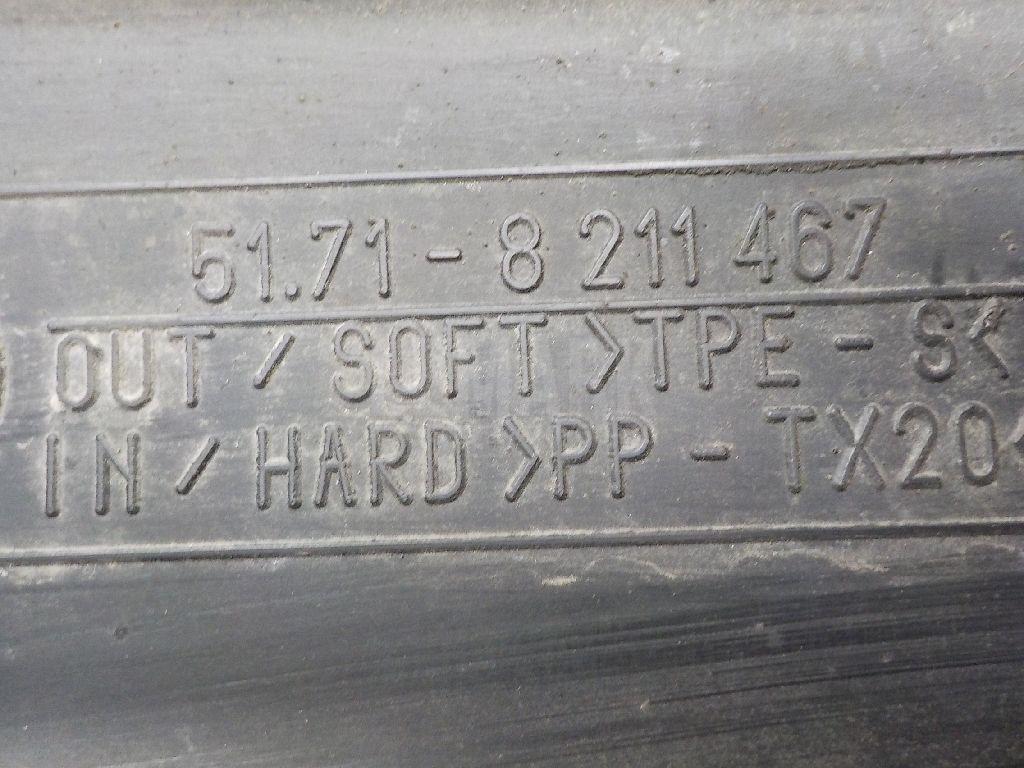 51.71 - 8 211 467
OUT / SOFT >TPE - S<
IN / HARD >PP - TX20<